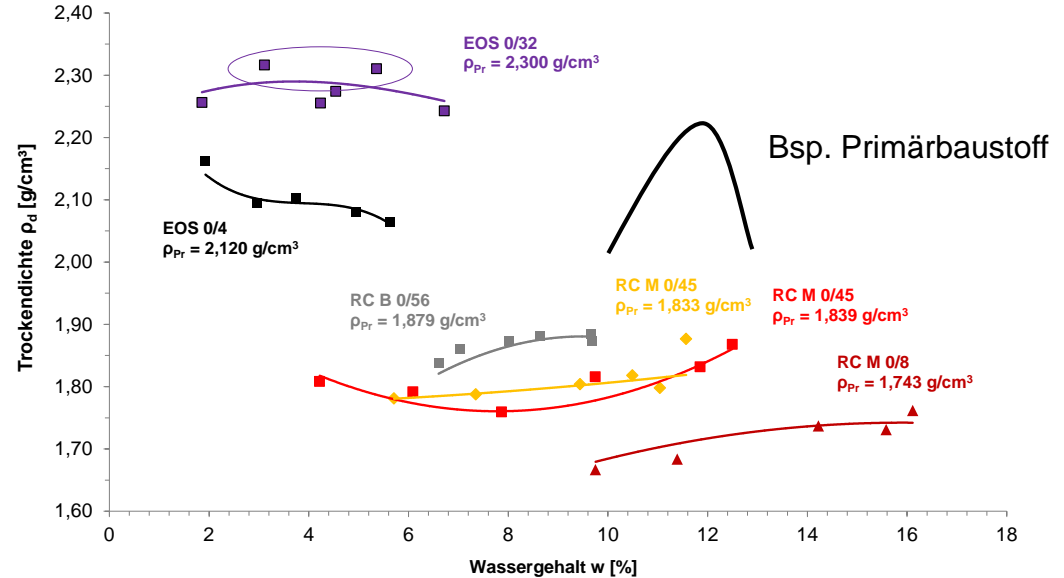 2,40
2,30
2,20
2,10
2,00
1,90
1,80
1,70
1,60
Trockendichte ρd [g/cm³]
0
2
4
6
8
10
12
14
16
18
Wassergehalt w [%]
EOS 0/32
ρPr = 2,300 g/cm³
Bsp. Primärbaustoff
EOS 0/4
ρPr = 2,120 g/cm³
RC B 0/56
ρPr = 1,879 g/cm³
RC M 0/45
ρPr = 1,833 g/cm³
RC M 0/45
ρPr = 1,839 g/cm³
RC M 0/8
ρPr = 1,743 g/cm³